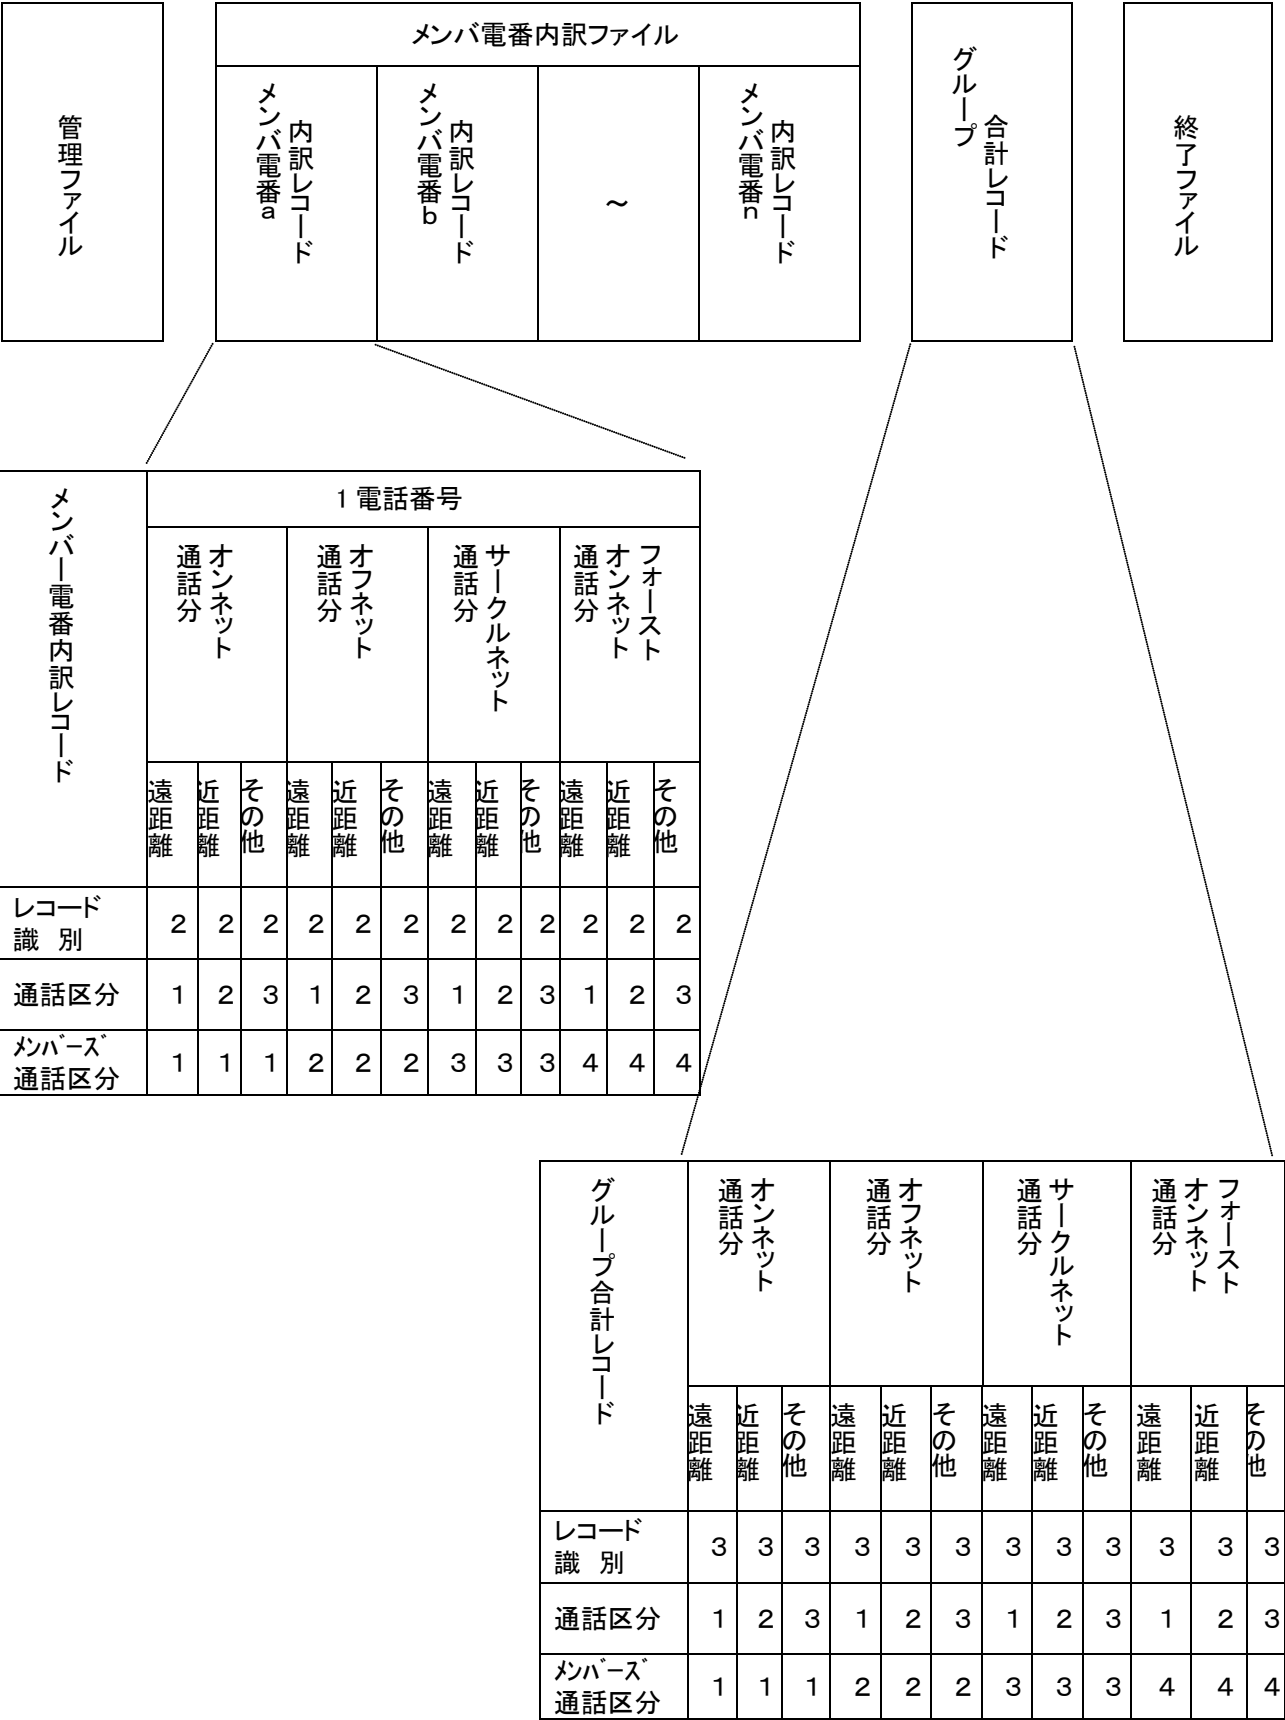 管理ファイル
メンバ電番内訳ファイル
メンバ電番a
内訳レコード
メンバ電番b
内訳レコード
～
メンバ電番n
内訳レコード
グループ
合計レコード
終了ファイル
メンバー電番内訳レコード
1電話番号
オンネット
通話分
オフネット
通話分
サークルネット
通話分
フォースト
オンネット
通話分
遠距離 近距離 その他 遠距離 近距離 その他 遠距離 近距離 その他 遠距離 近距離 その他
レコード
識 別
2 2 2 2 2 2 2 2 2 2 2 2
通話区分 1 2 3 1 2 3 1 2 3 1 2 3
ﾒﾝﾊﾞｰｽﾞ
通話区分
1 1 1 2 2 2 3 3 3 4 4 4
グループ合計レコード
オンネット
通話分
オフネット
通話分
サークルネット
通話分
フォースト
オンネット
通話分
遠距離 近距離 その他 遠距離 近距離 その他 遠距離 近距離 その他 遠距離 近距離 その他
レコード
識 別
3 3 3 3 3 3 3 3 3 3 3 3
通話区分 1 2 3 1 2 3 1 2 3 1 2 3
ﾒﾝﾊﾞｰｽﾞ
通話区分
1 1 1 2 2 2 3 3 3 4 4 4